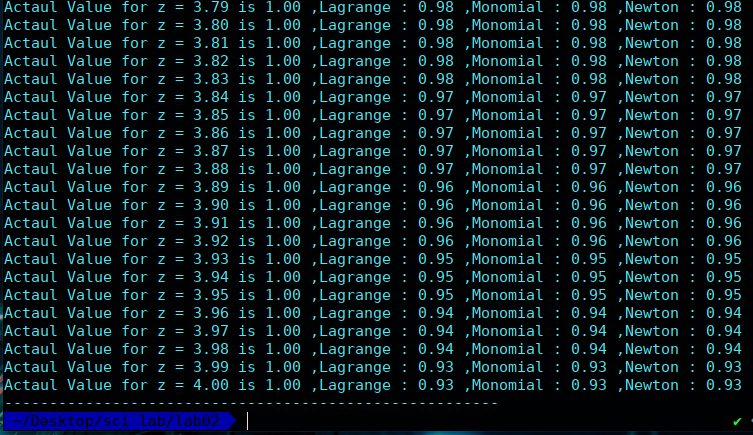 Actaul Value for z = 3.79 is 1.00 ,Lagrange : 0.98 ,Monomial : 0.98 ,Newton : 0.98
Actaul Value for z = 3.80 is 1.00 ,Lagrange : 0.98 ,Monomial : 0.98 ,Newton : 0.98
Actaul Value for z = 3.81 is 1.00 ,Lagrange : 0.98 ,Monomial : 0.98 ,Newton : 0.98
Actaul Value for z = 3.82 is 1.00 ,Lagrange : 0.98 ,Monomial : 0.98 ,Newton : 0.98
Actaul Value for z = 3.83 is 1.00 ,Lagrange : 0.98 ,Monomial : 0.98 ,Newton : 0.98
Actaul Value for z = 3.84 is 1.00 ,Lagrange : 0.97 ,Monomial : 0.97 ,Newton : 0.97
Actaul Value for z = 3.85 is 1.00 ,Lagrange : 0.97 ,Monomial : 0.97 ,Newton : 0.97
Actaul Value for z = 3.86 is 1.00 ,Lagrange : 0.97 ,Monomial : 0.97 ,Newton : 0.97
Actaul Value for z = 3.87 is 1.00 ,Lagrange : 0.97 ,Monomial : 0.97 ,Newton : 0.97
Actaul Value for z = 3.88 is 1.00 ,Lagrange : 0.97 ,Monomial : 0.97 ,Newton : 0.97
Actaul Value for z = 3.89 is 1.00 ,Lagrange : 0.96 ,Monomial : 0.96 ,Newton : 0.96
Actaul Value for z = 3.90 is 1.00 ,Lagrange : 0.96 ,Monomial : 0.96 ,Newton : 0.96
Actaul Value for z = 3.91 is 1.00 ,Lagrange : 0.96 ,Monomial : 0.96 ,Newton : 0.96
Actaul Value for z = 3.92 is 1.00 ,Lagrange : 0.96 ,Monomial : 0.96 ,Newton : 0.96
Actaul Value for z = 3.93 is 1.00 ,Lagrange : 0.95 ,Monomial : 0.95 ,Newton : 0.95
Actaul Value for z = 3.94 is 1.00 ,Lagrange : 0.95 ,Monomial : 0.95 ,Newton : 0.95
Actaul Value for z = 3.95 is 1.00 ,Lagrange : 0.95 ,Monomial : 0.95 ,Newton : 0.95
Actaul Value for z = 3.96 is 1.00 ,Lagrange : 0.94 ,Monomial : 0.94 ,Newton : 0.94
Actaul Value for z = 3.97 is 1.00 ,Lagrange : 0.94 ,Monomial : 0.94 ,Newton : 0.94
Actaul Value for z = 3.98 is 1.00 ,Lagrange : 0.94 ,Monomial : 0.94 ,Newton : 0.94
Actaul Value for z = 3.99 is 1.00 ,Lagrange : 0.93 ,Monomial : 0.93 ,Newton : 0.93
Actaul Value for z = 4.00 is 1.00 ,Lagrange : 0.93 ,Monomial : 0.93 ,Newton : 0.93
-------------------------------------------------------
~/Desktop/sci lab/lab02 ✔